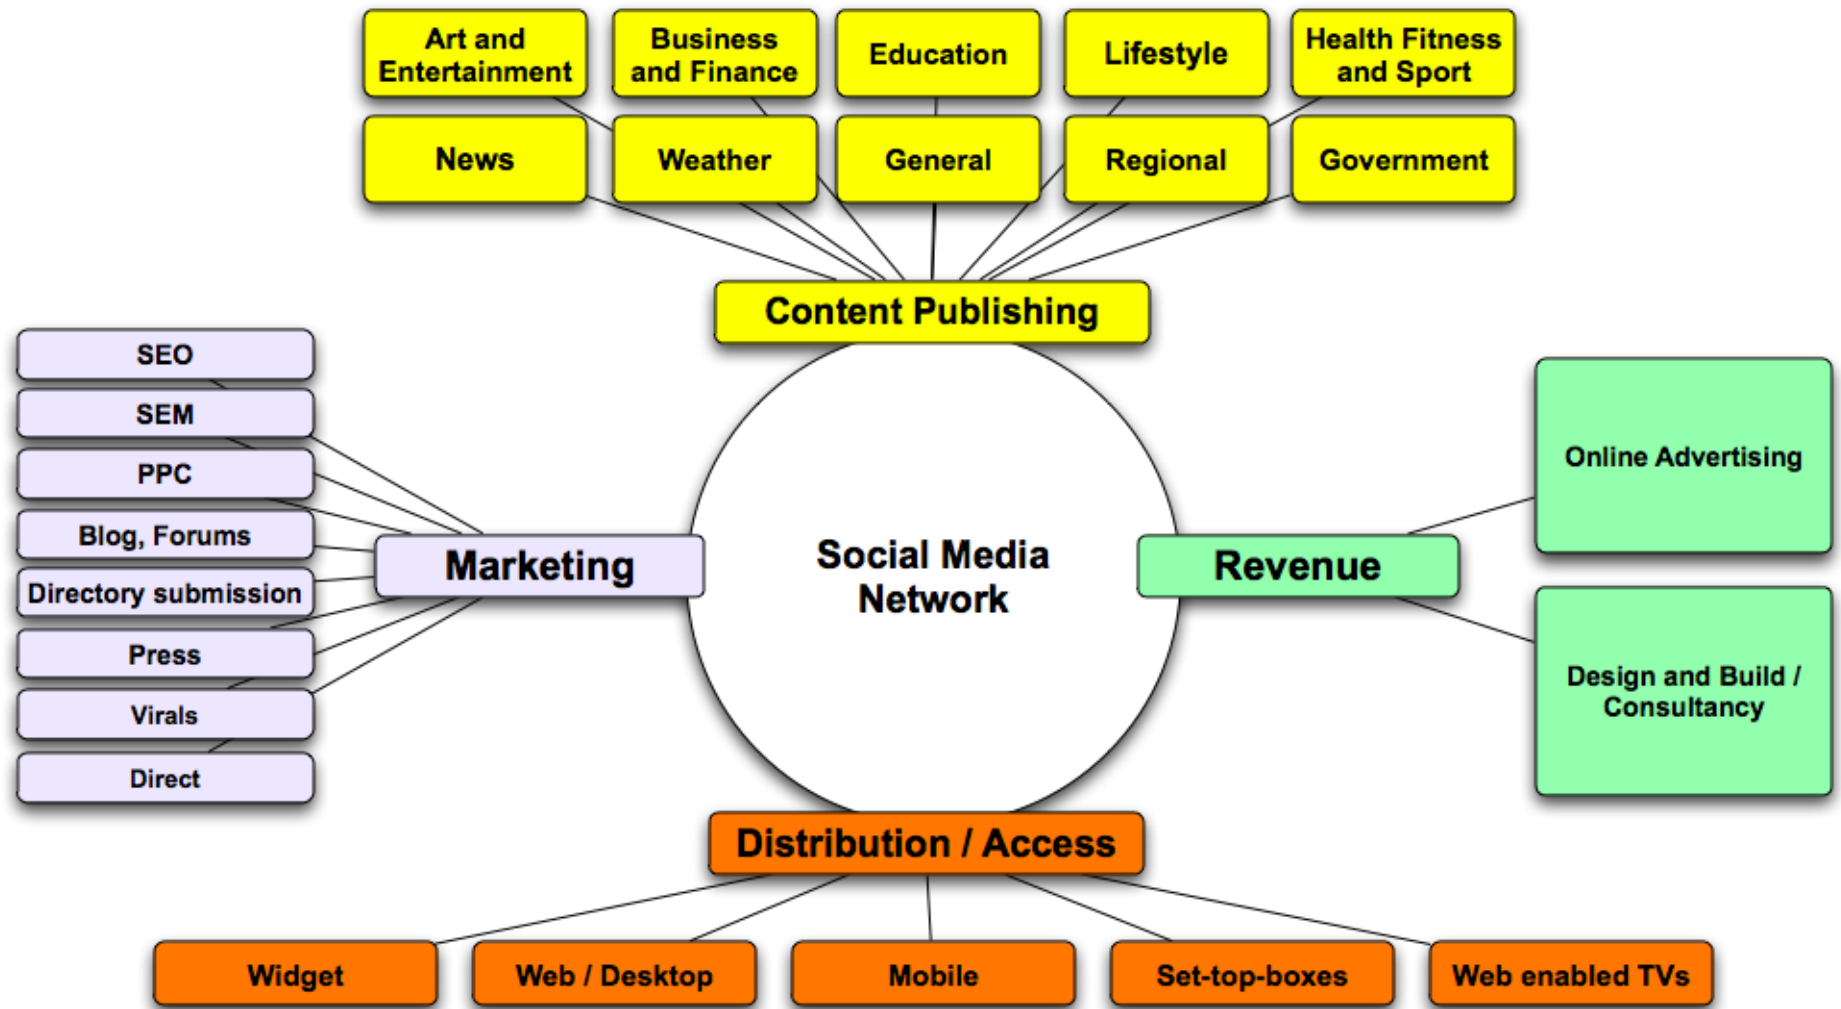 Art and
Entertainment
Business
and Finance
Education
Lifestyle
Health Fitness
and Sport
News
Weather
General
Regional
Government
Content Publishing
SEO
SEM
PPC
Blog, Forums
Directory submission
Press
Virals
Direct
Marketing
Social Media
Network
Revenue
Online Advertising
Design and Build /
Consultancy
Distribution / Access
Widget
Web / Desktop
Mobile
Set-top-boxes
Web enabled TVs